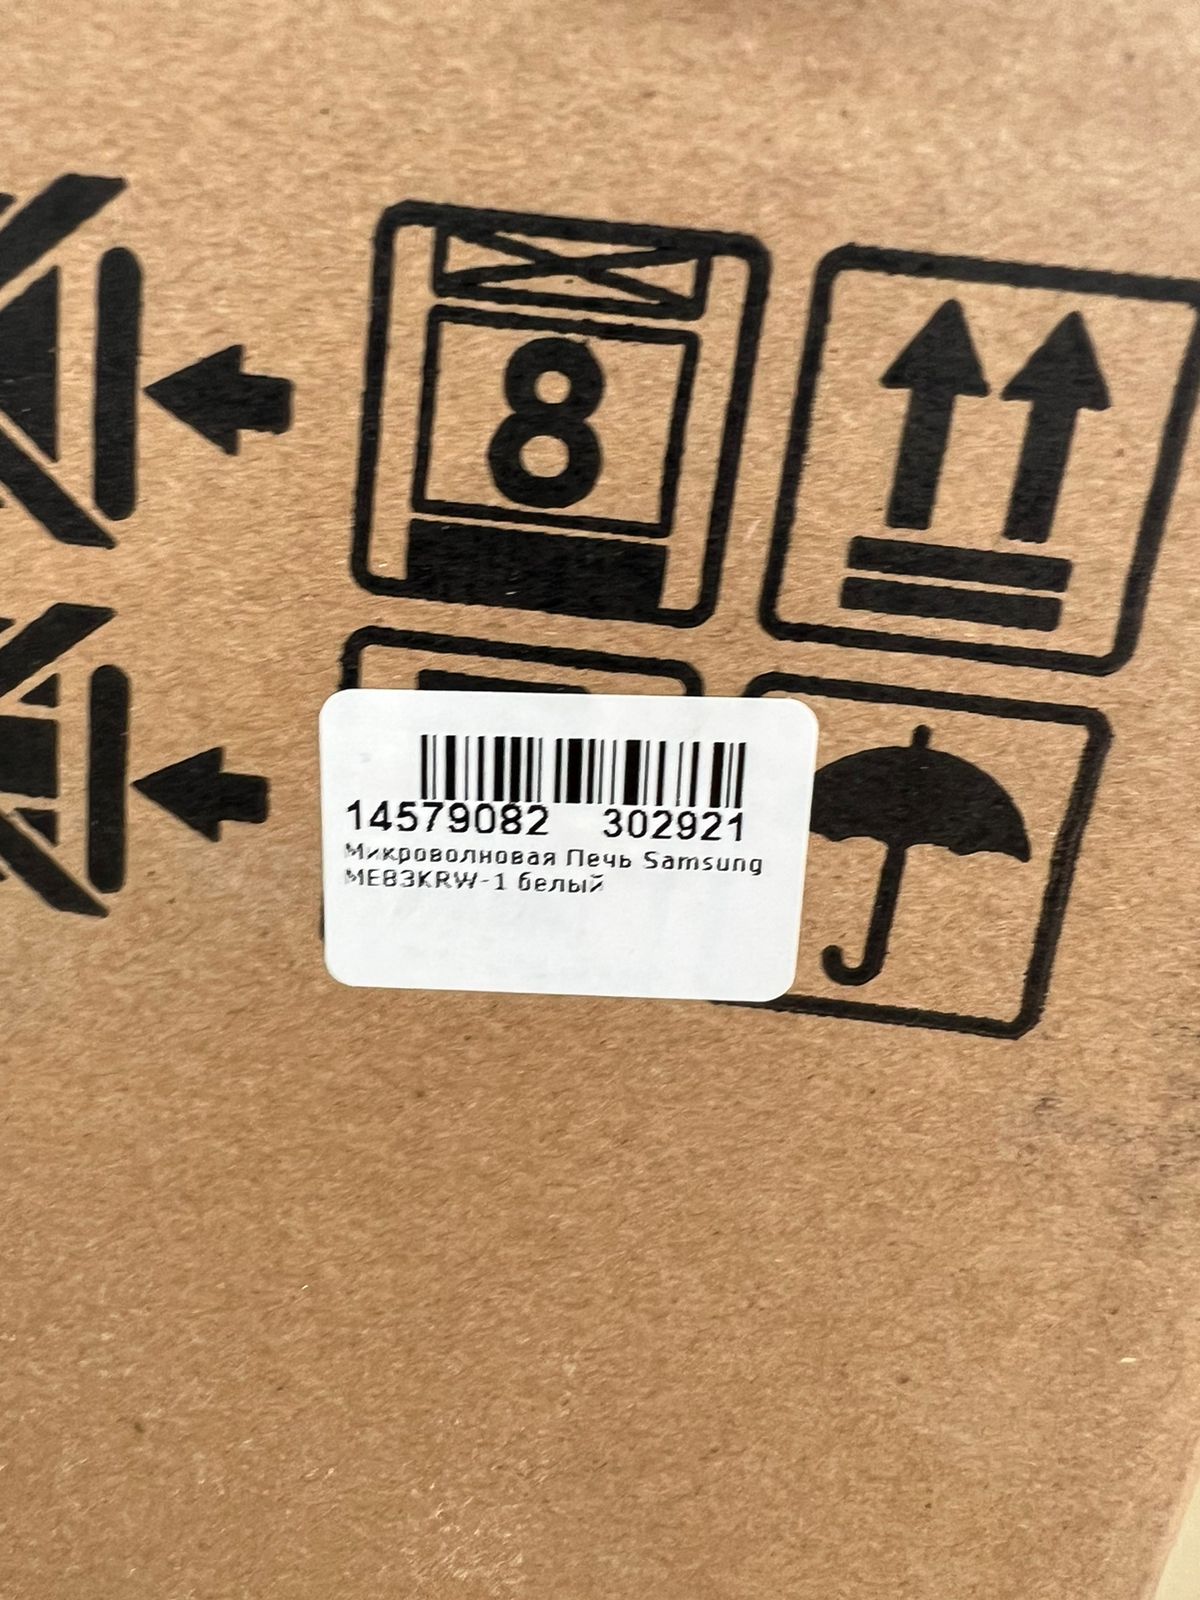 8
14579082 302921
Микроволновая Печь Samsung
ME83KRW-1 белый